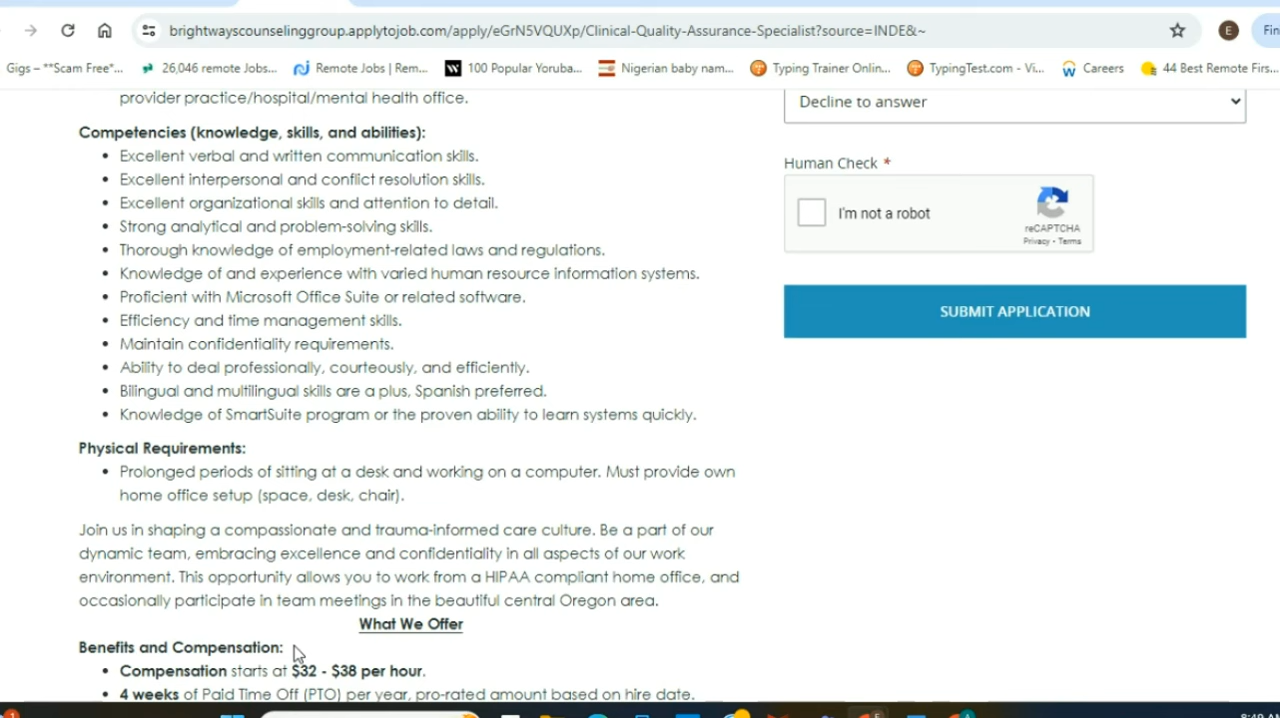 brightwayscounselinggroup.applytojob.com/apply/eGrN5VQUXp/Clinical-Quality-Assurance-Specialist?source=INDE&~
E
Fin
Gigs – **Scam Free*...
26,046 remote Jobs...
Remote Jobs | Rem...
W 100 Popular Yoruba...
Nigerian baby nam...
Typing Trainer Onlin...
TypingTest.com - Vi...
Careers
44 Best Remote Firs...
provider practice/hospital/mental health office.
Competencies (knowledge, skills, and abilities):
• Excellent verbal and written communication skills.
• Excellent interpersonal and conflict resolution skills.
• Excellent organizational skills and attention to detail.
• Strong analytical and problem-solving skills.
• Thorough knowledge of employment-related laws and regulations.
• Knowledge of and experience with varied human resource information systems.
• Proficient with Microsoft Office Suite or related software.
• Efficiency and time management skills.
• Maintain confidentiality requirements.
• Ability to deal professionally, courteously, and efficiently.
• Bilingual and multilingual skills are a plus, Spanish preferred.
• Knowledge of SmartSuite program or the proven ability to learn systems quickly.
Physical Requirements:
• Prolonged periods of sitting at a desk and working on a computer. Must provide own
home office setup (space, desk, chair).
Join us in shaping a compassionate and trauma-informed care culture. Be a part of our
dynamic team, embracing excellence and confidentiality in all aspects of our work
environment. This opportunity allows you to work from a HIPAA compliant home office, and
occasionally participate in team meetings in the beautiful central Oregon area.
What We Offer
Benefits and Compensation:
• Compensation starts at $32 - $38 per hour.
• 4 weeks of Paid Time Off (PTO) per year, pro-rated amount based on hire date.
Decline to answer
Human Check *
I'm not a robot
reCAPTCHA
Privacy - Terms
SUBMIT APPLICATION